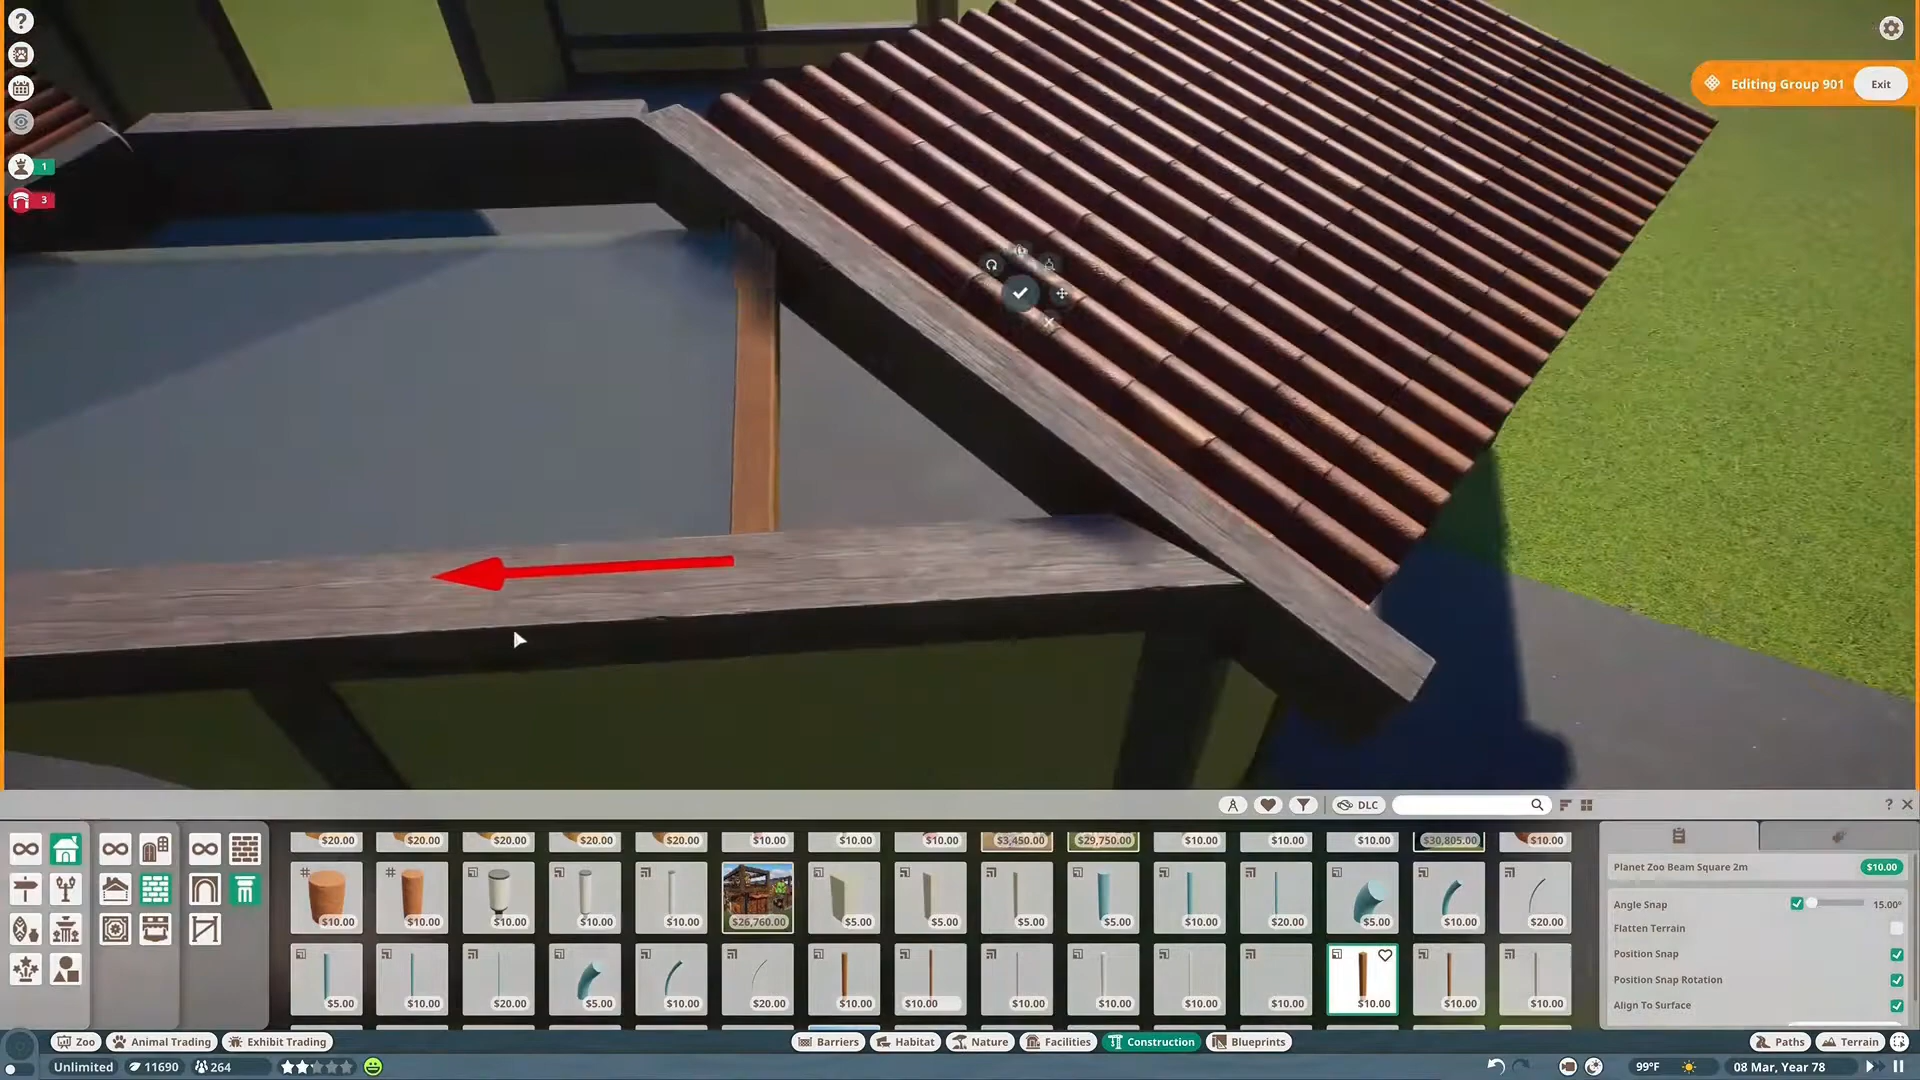 ?
Editing Group 901 Exit
1
3
DLC
? ×
$20.00 $20.00 $20.00 $20.00 $20.00 $10.00 $10.00 $10.00 $3,450.00 $29,750.00 $10.00 $10.00 $10.00 $30,805.00 $10.00
$10.00 $10.00 $10.00 $10.00 $10.00 $26,760.00 $5.00 $5.00 $5.00 $5.00 $10.00 $20.00 $5.00 $10.00 $20.00
$5.00 $10.00 $20.00 $5.00 $10.00 $20.00 $10.00 $10.00 $10.00 $10.00 $10.00 $10.00 $10.00 $10.00 $10.00
Planet Zoo Beam Square 2m $10.00
Angle Snap 15.00°
Flatten Terrain
Position Snap
Position Snap Rotation
Align To Surface
Zoo Animal Trading Exhibit Trading Barriers Habitat Nature Facilities Construction Blueprints Paths Terrain
Unlimited 11690 264 99°F 08 Mar, Year 78